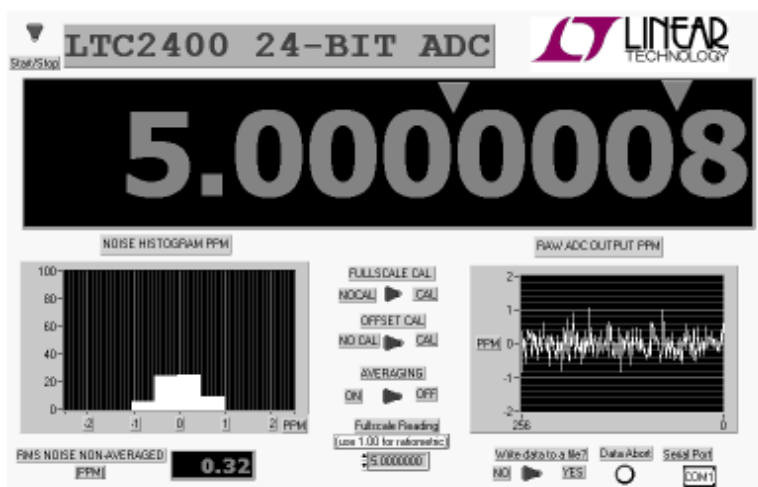 LTC2400 24-BIT ADC
Start/Stop
LINEAR
TECHNOLOGY
5.0000008
NOISE HISTOGRAM PPM
100
80
60
40
20
0
-2 -1 0 1 2 PPM
RMS NOISE NON-AVERAGED
(PPM)
0.32
FULLSCALE CAL
NOCAL CAL
OFFSET CAL
NO CAL CAL
AVERAGING
ON OFF
Fullscale Reading
(use 1.00 for ratiometric)
5.0000000
RAW ADC OUTPUT PPM
2
1
PPM 0
-1
-2
256 0
Write data to a file? Data Abort Serial Port
NO YES COM1